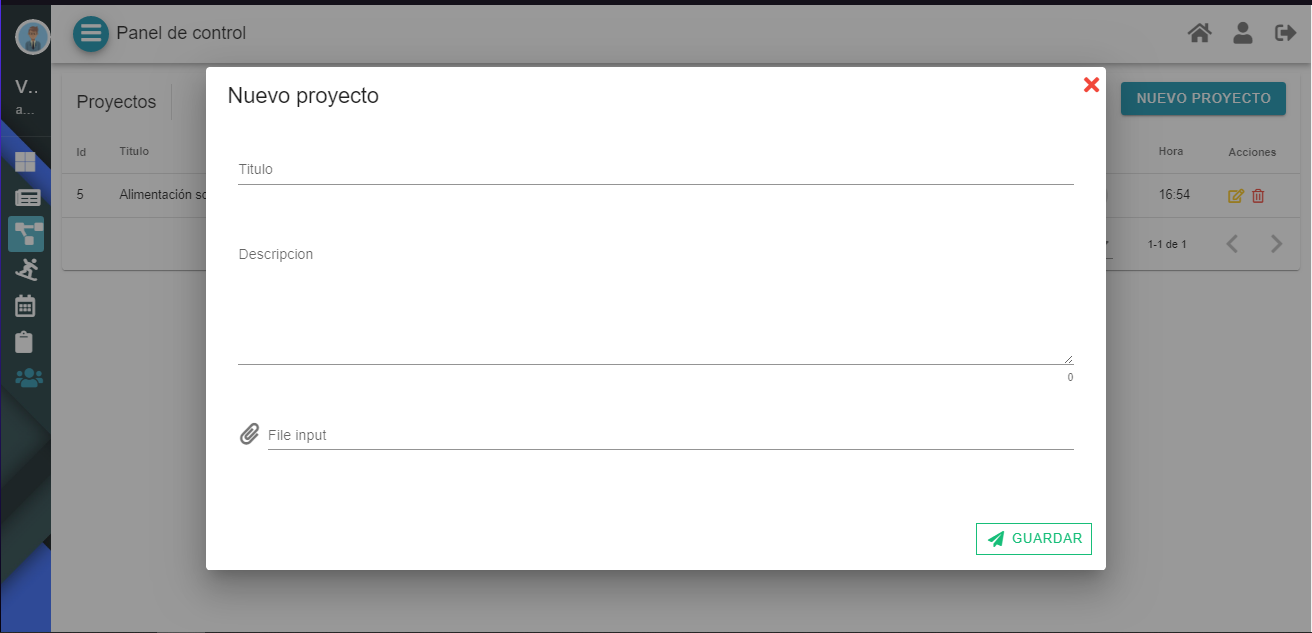 Panel de control
V..
a...
Proyectos
NUEVO PROYECTO
Id Titulo Hora Acciones
5 Alimentación sc 16:54
1-1 de 1
Nuevo proyecto
Titulo
Descripcion
0
File input
GUARDAR